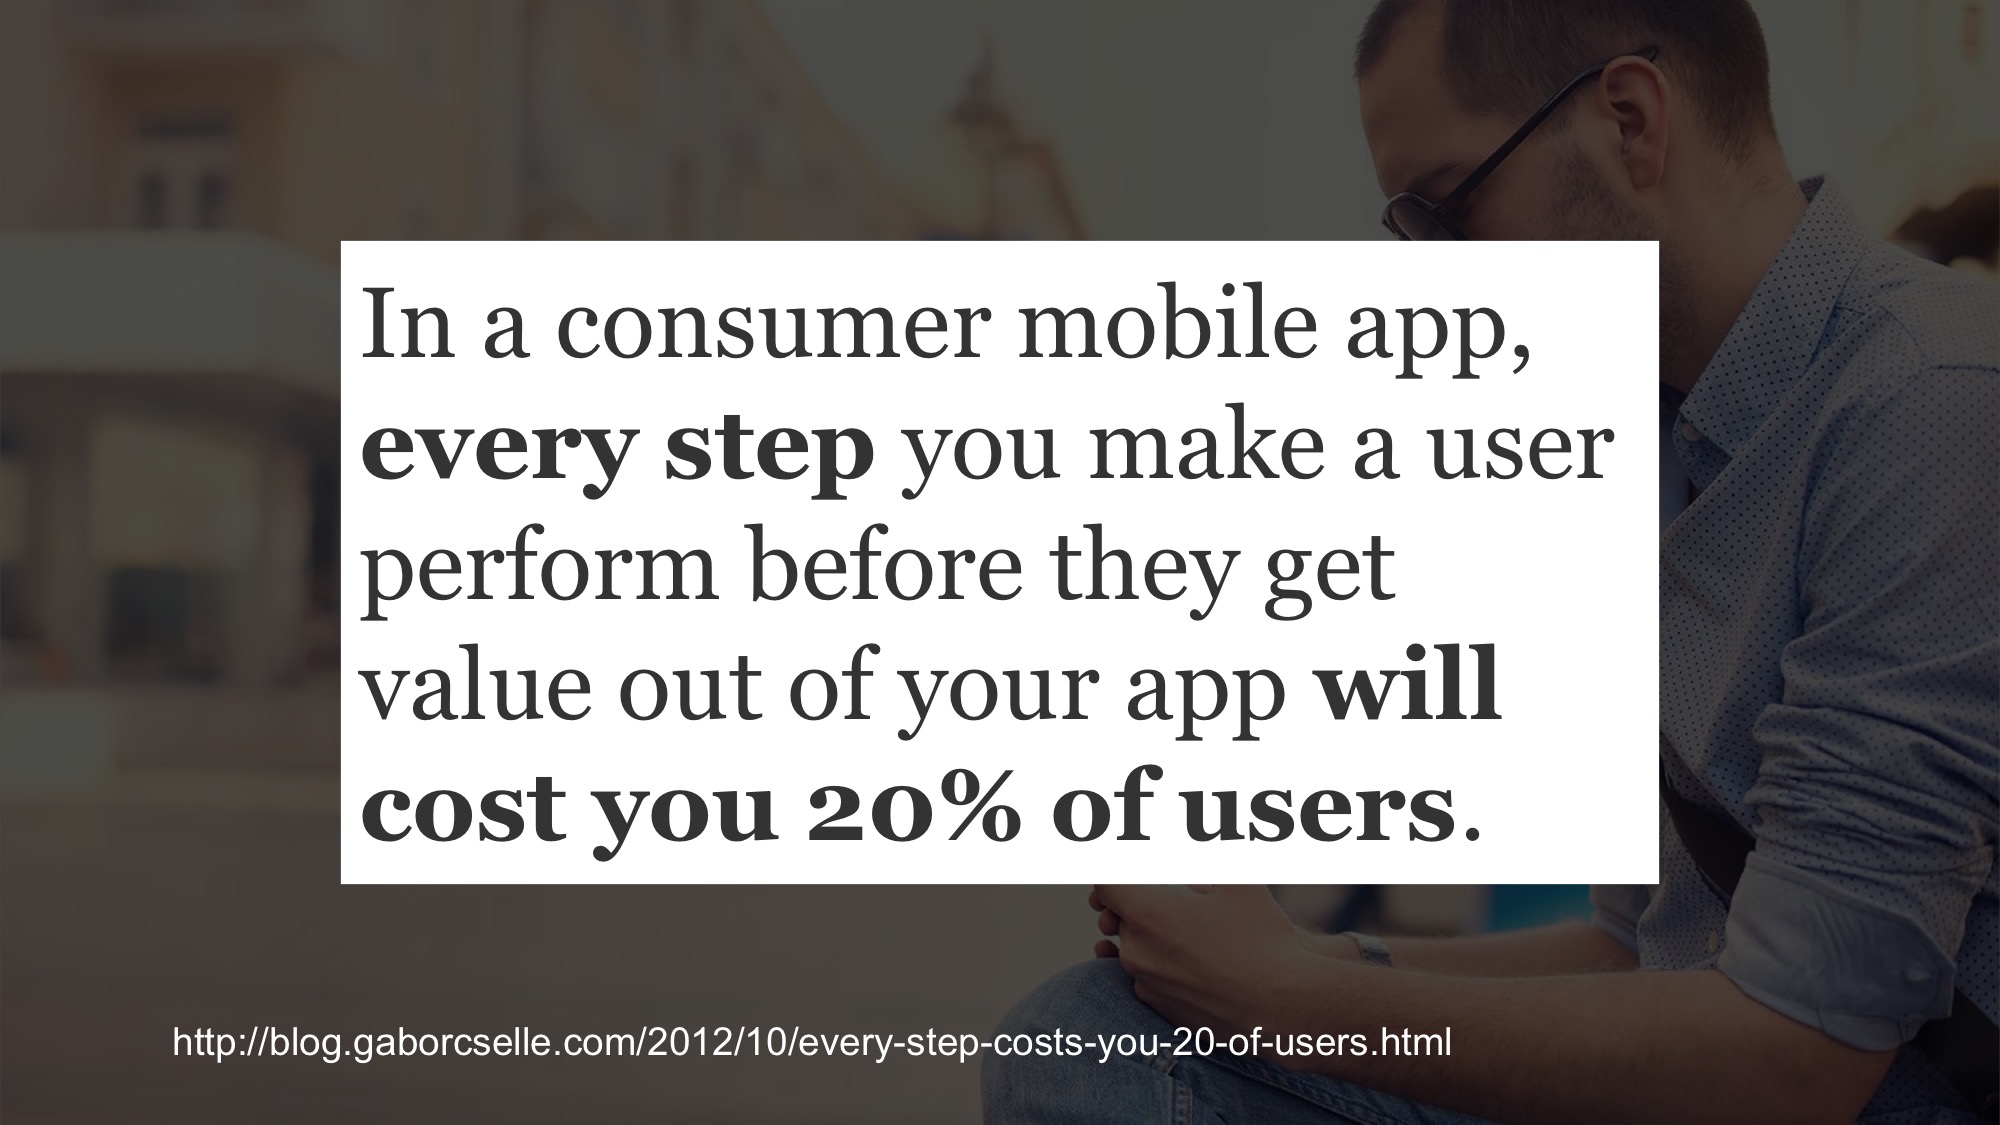 In a consumer mobile app,
every step you make a user
perform before they get
value out of your app will
cost you 20% of users.
http://blog.gaborcselle.com/2012/10/every-step-costs-you-20-of-users.html